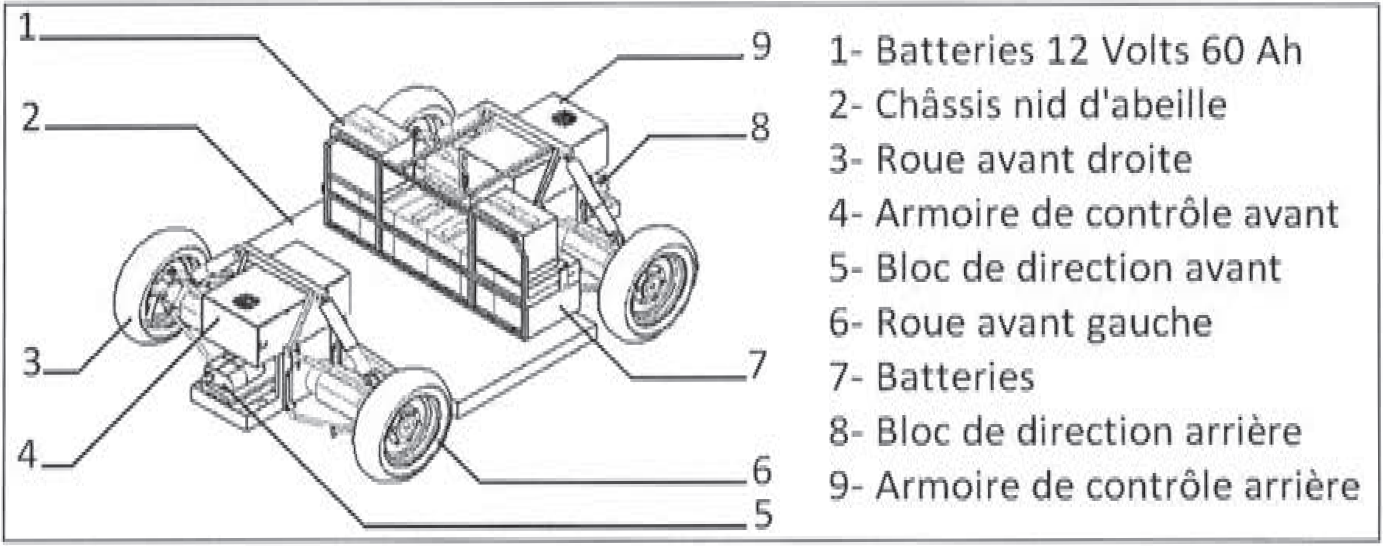 1
2
3
4
9
8
7
6
5
1- Batteries 12 Volts 60 Ah
2- Châssis nid d'abeille
3- Roue avant droite
4- Armoire de contrôle avant
5- Bloc de direction avant
6- Roue avant gauche
7- Batteries
8- Bloc de direction arrière
9- Armoire de contrôle arrière